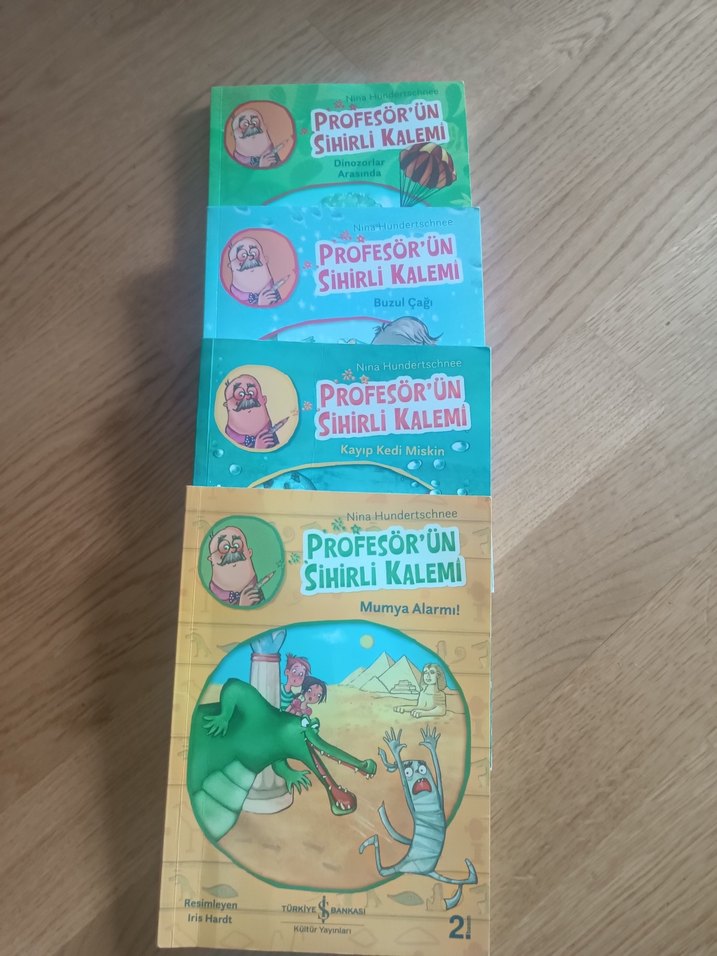 Nina Hundertschnee
PROFESÖR'ÜN
SİHİRLİ KALEMİ
Dinozorlar
Arasında
Nina Hundertschnee
PROFESÖR'ÜN
SİHİRLİ KALEMİ
Buzul Çağı
Nina Hundertschnee
PROFESÖR'ÜN
SİHİRLİ KALEMİ
Kayıp Kedi Miskin
Nina Hundertschnee
PROFESÖR'ÜN
SİHİRLİ KALEMİ
Mumya Alarmı!
Resimleyen
Iris Hardt
TÜRKİYE İŞ BANKASI
Kültür Yayınları
2.